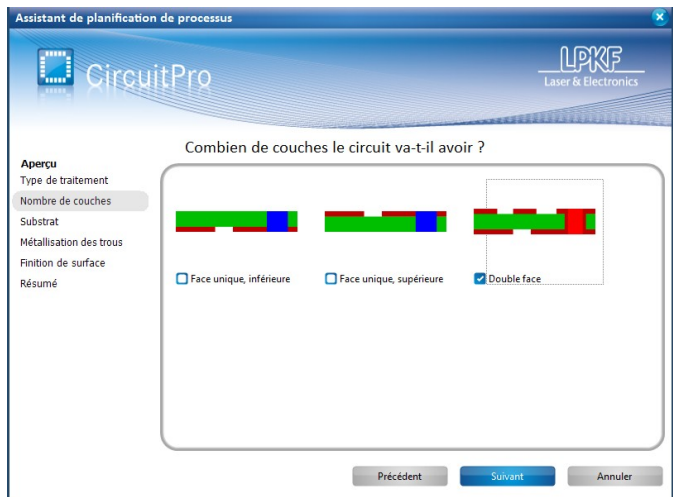 Assistant de planification de processus
CircuitPro
LPKF
Laser & Electronics
Combien de couches le circuit va-t-il avoir ?
Aperçu
Type de traitement
Nombre de couches
Substrat
Métallisation des trous
Finition de surface
Résumé
Face unique, inférieure
Face unique, supérieure
Double face
Précédent
Suivant
Annuler